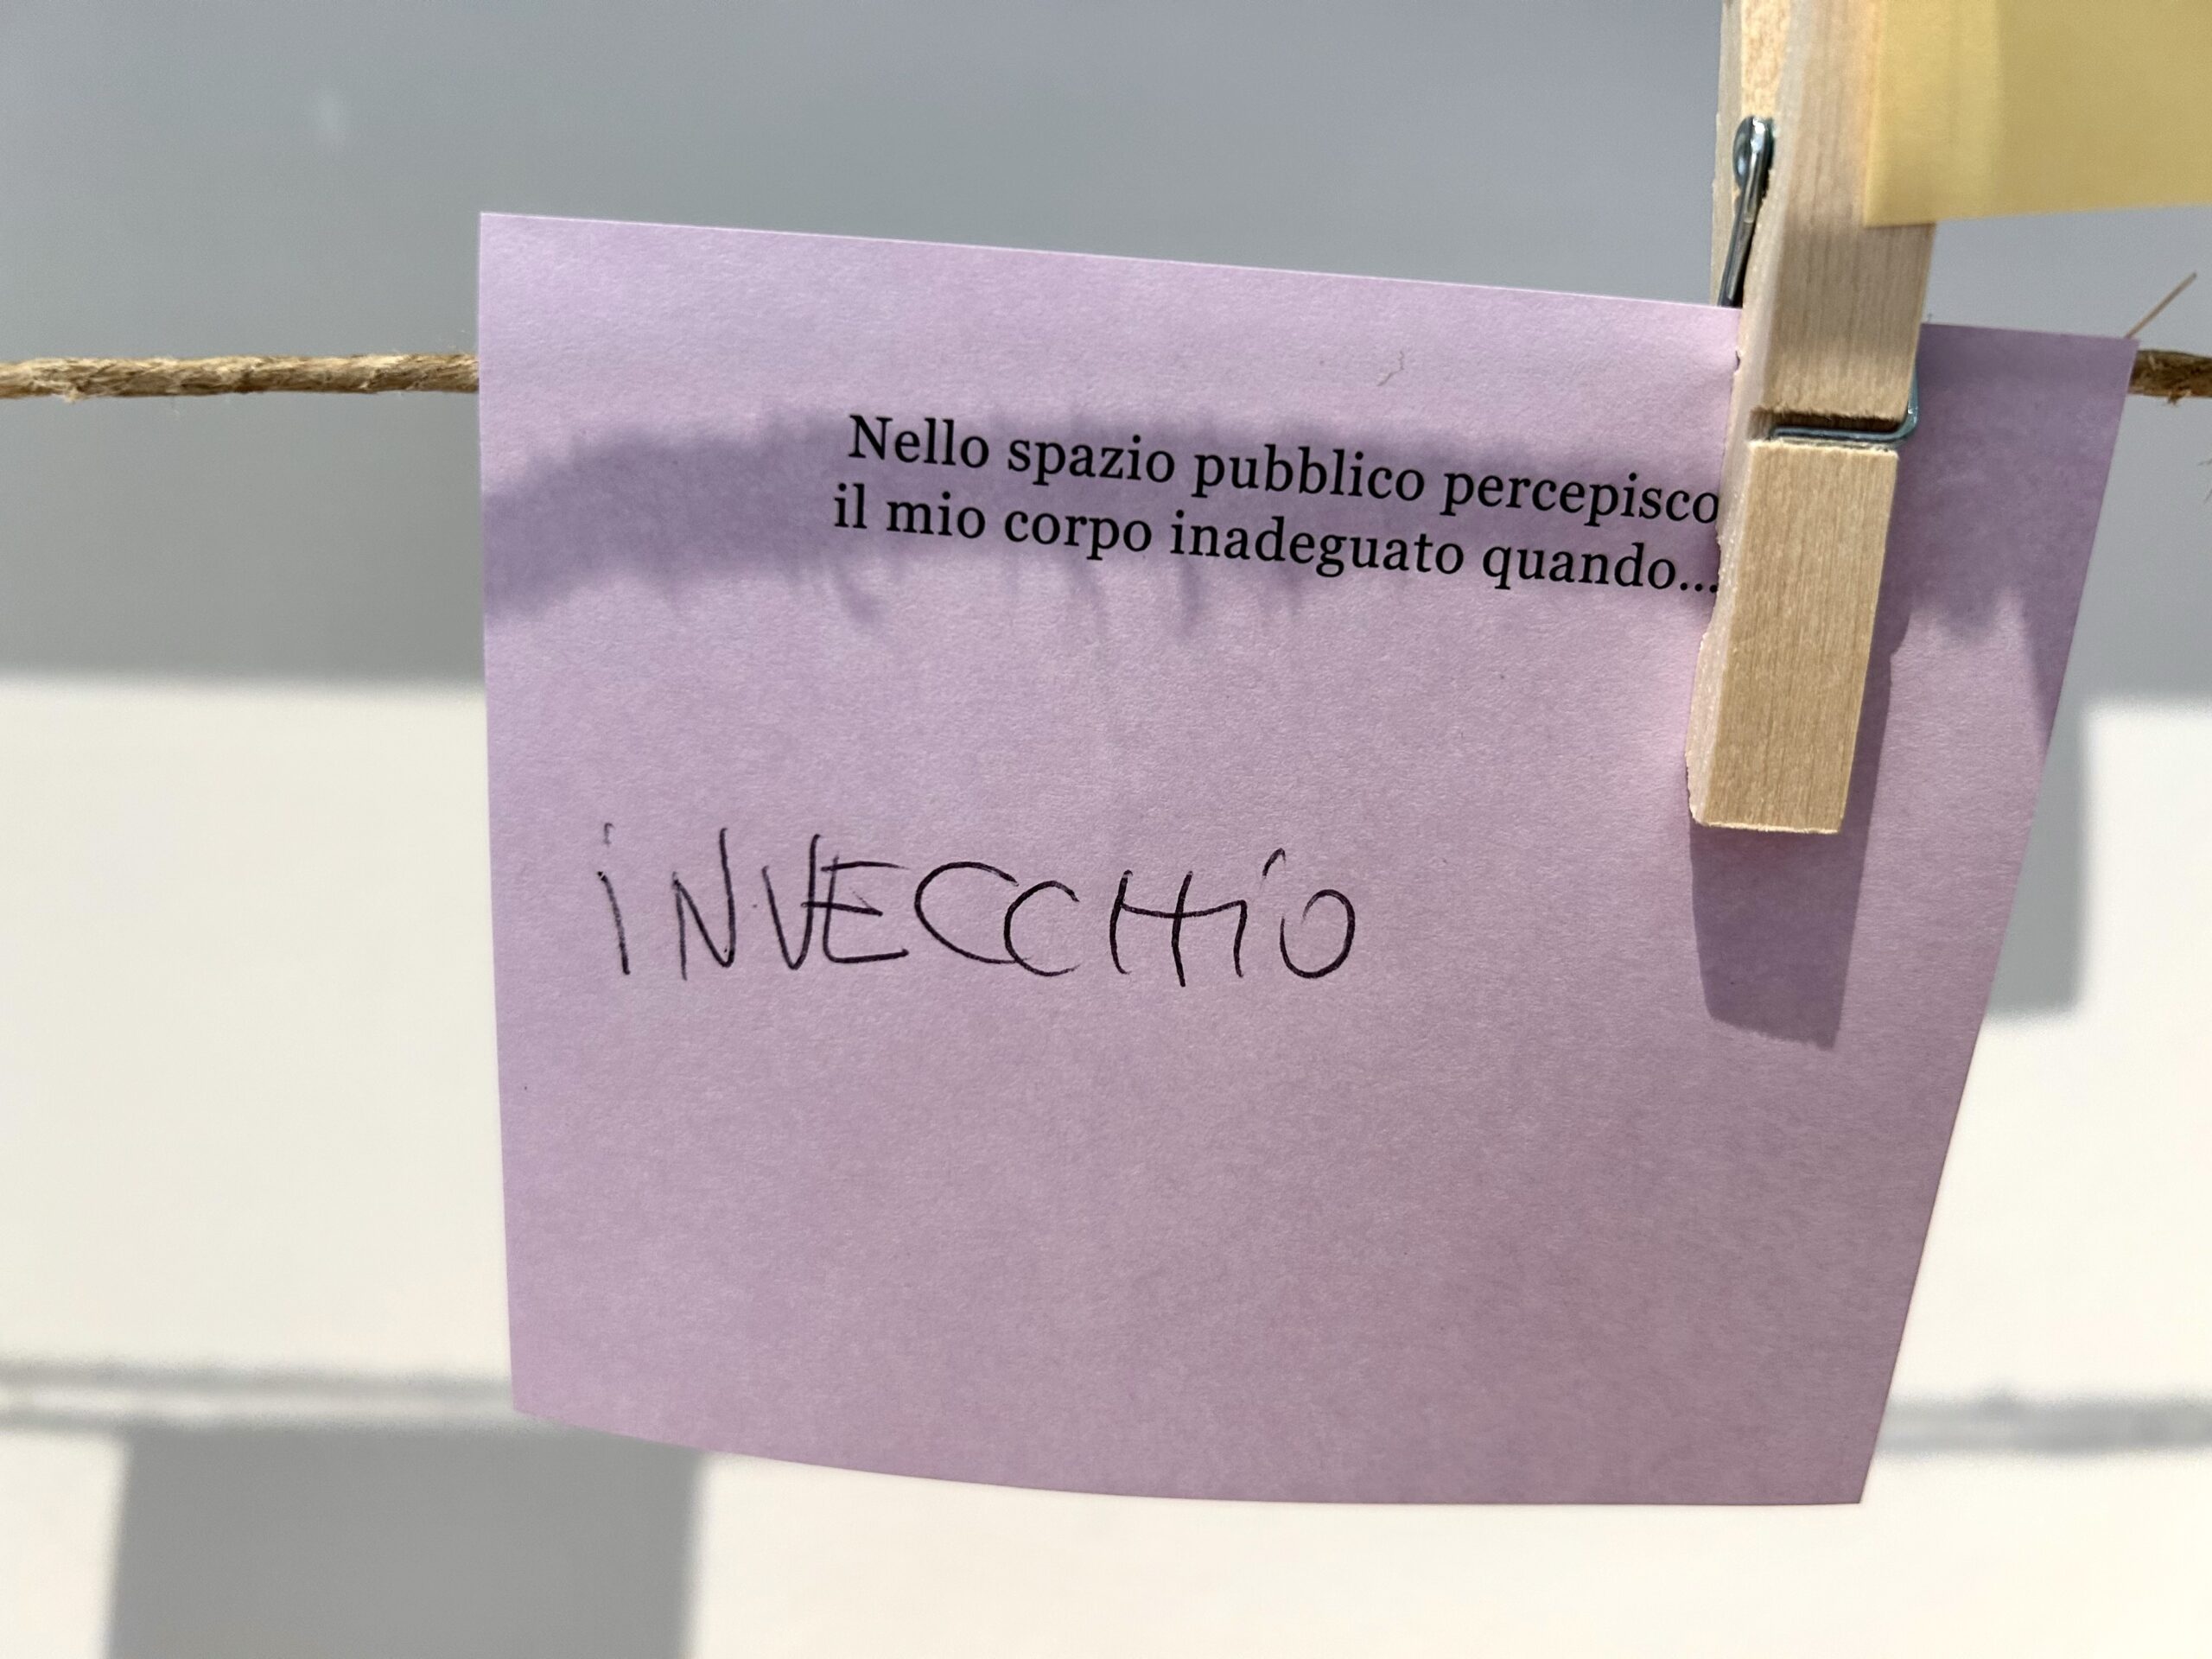 Nello spazio pubblico percepisco
il mio corpo inadeguato quando...
iNVECCHiO